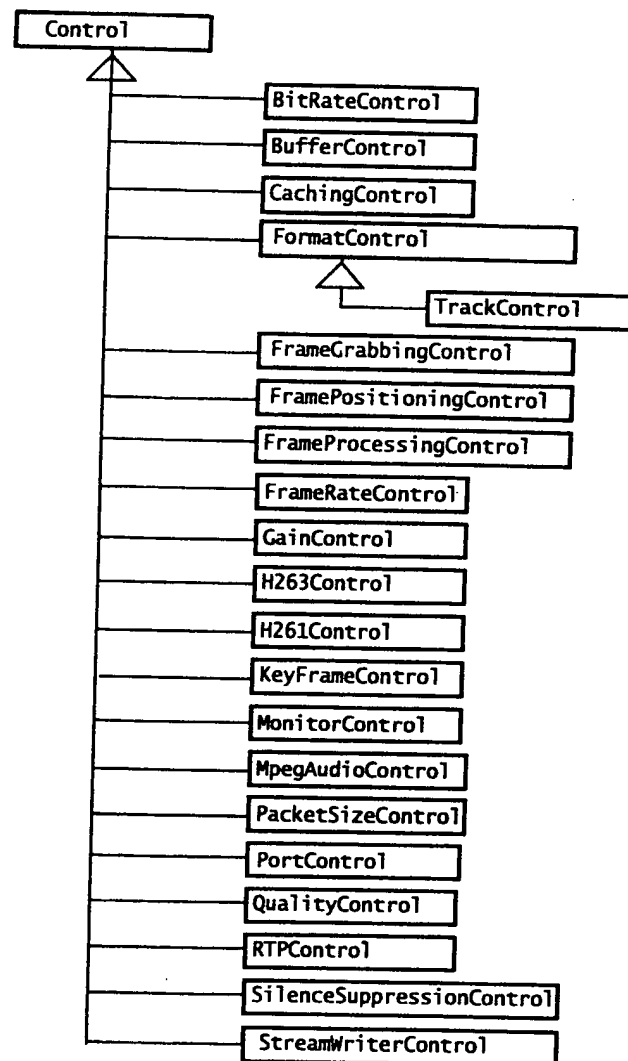 Control
BitRateControl
BufferControl
CachingControl
FormatControl
TrackControl
FrameGrabbingControl
FramePositioningControl
FrameProcessingControl
FrameRateControl
GainControl
H263Control
H261Control
KeyFrameControl
MonitorControl
MpegAudioControl
PacketSizeControl
PortControl
QualityControl
RTPControl
SilenceSuppressionControl
StreamWriterControl